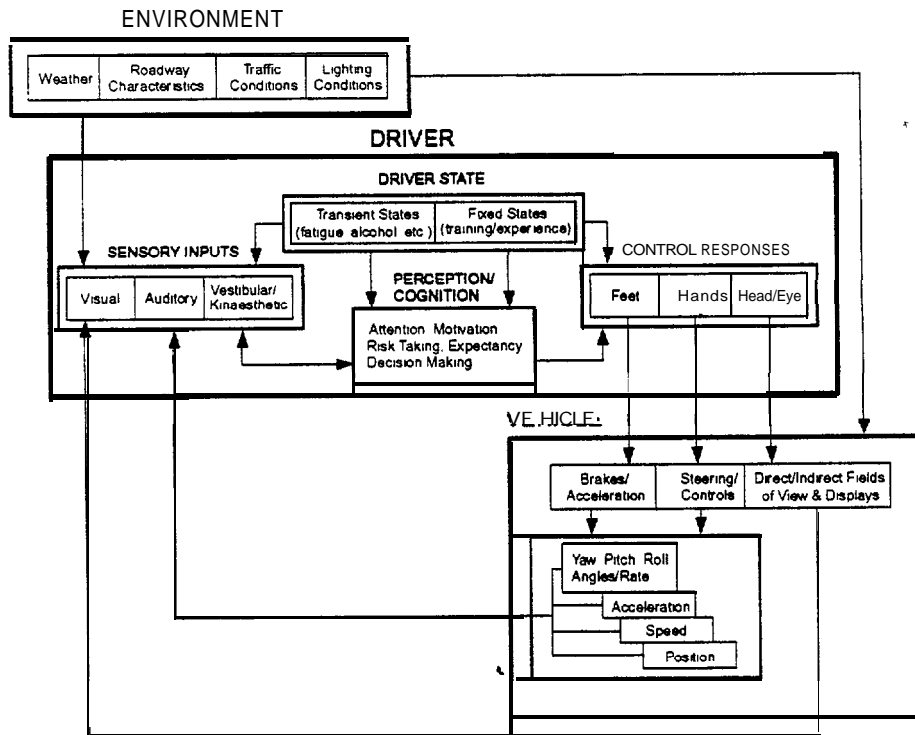 ENVIRONMENT
Weather
Roadway
Characteristics
Traffic
Conditions
Lighting
Conditions
DRIVER
DRIVER STATE
Transient States
(fatigue alcohol etc)
Fixed States
(training/experience)
SENSORY INPUTS
Visual
Auditory
Vestibular/
Kinaesthetic
PERCEPTION/
COGNITION
Attention Motivation
Risk Taking, Expectancy
Decision Making
CONTROL RESPONSES
Feet
Hands
Head/Eye
VEHICLE
Brakes/
Acceleration
Steering/
Controls
Direct/Indirect Fields
of View & Displays
Yaw Pitch Roll
Angles/Rate
Acceleration
Speed
Position